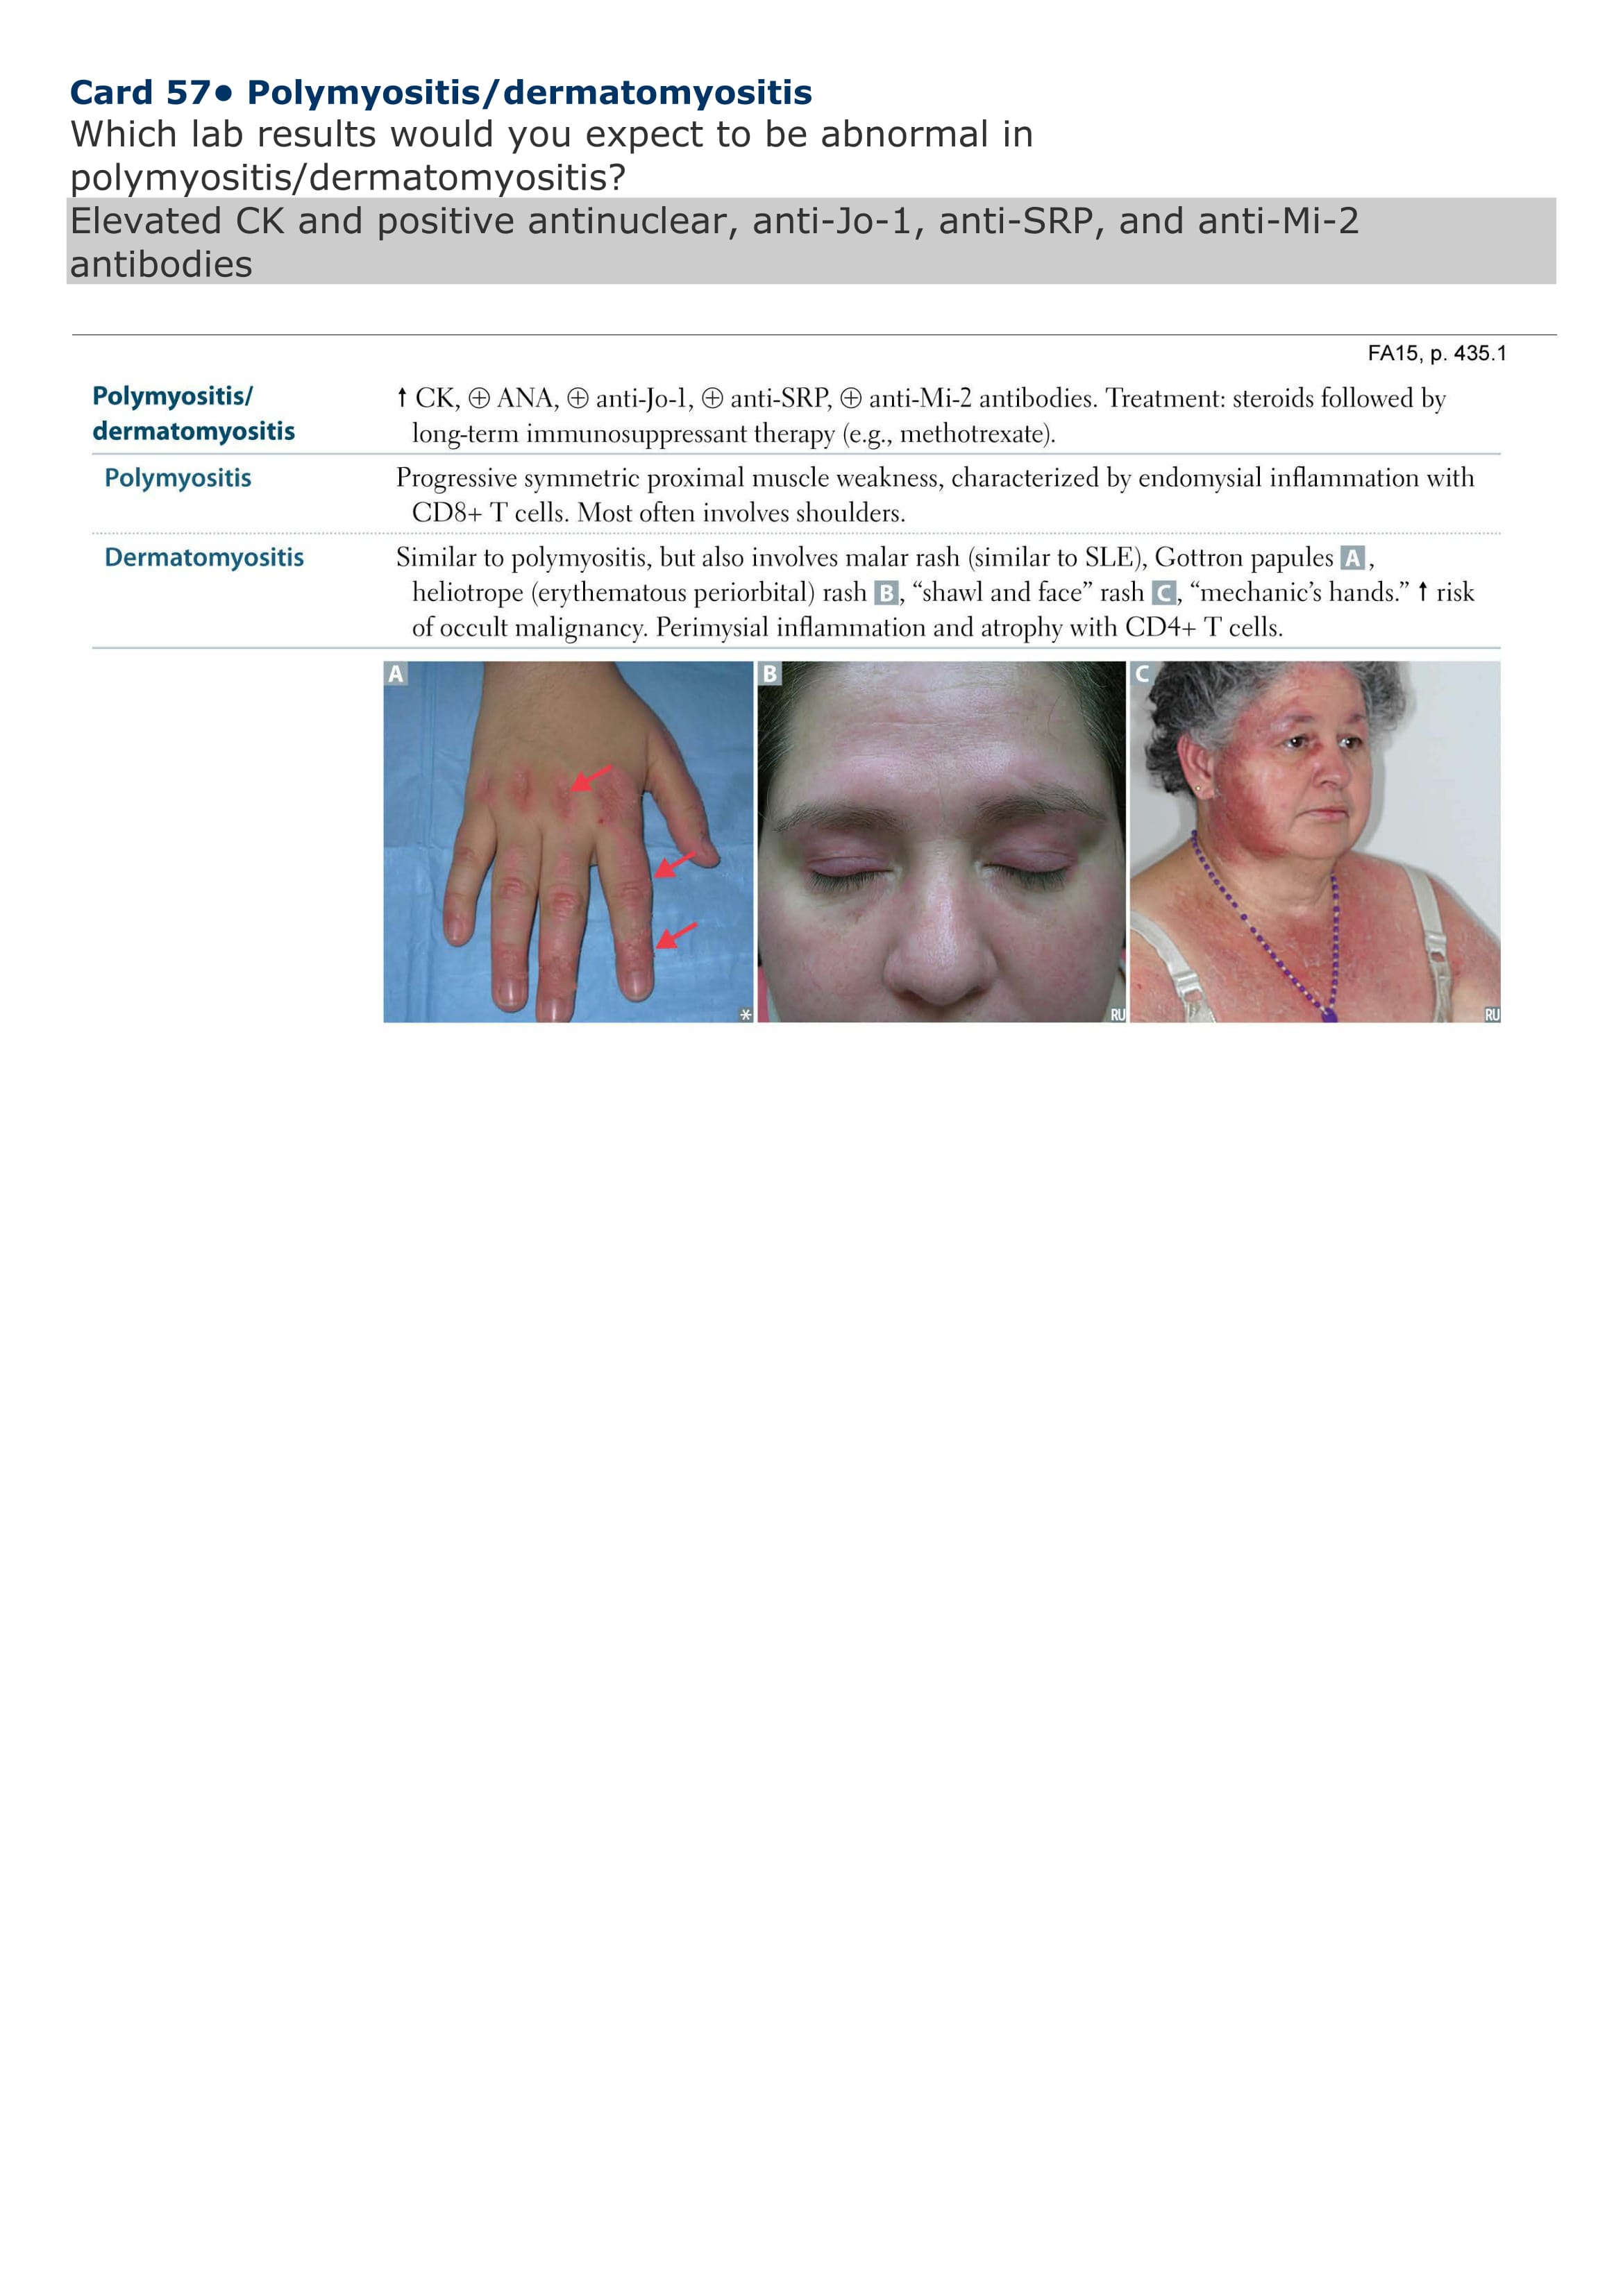 Card 57● Polymyositis/dermatomyositis
Which lab results would you expect to be abnormal in
polymyositis/dermatomyositis?
Elevated CK and positive antinuclear, anti-Jo-1, anti-SRP, and anti-Mi-2
antibodies
FA15, p. 435.1
Polymyositis/
dermatomyositis
↑ CK, ⊕ ANA, ⊕ anti-Jo-1, ⊕ anti-SRP, ⊕ anti-Mi-2 antibodies. Treatment: steroids followed by
long-term immunosuppressant therapy (e.g., methotrexate).
Polymyositis
Progressive symmetric proximal muscle weakness, characterized by endomysial inflammation with
CD8+ T cells. Most often involves shoulders.
Dermatomyositis
Similar to polymyositis, but also involves malar rash (similar to SLE), Gottron papules A,
heliotrope (erythematous periorbital) rash B, “shawl and face” rash C, “mechanic’s hands.” ↑ risk
of occult malignancy. Perimysial inflammation and atrophy with CD4+ T cells.
A
B
C
*
RU
RU